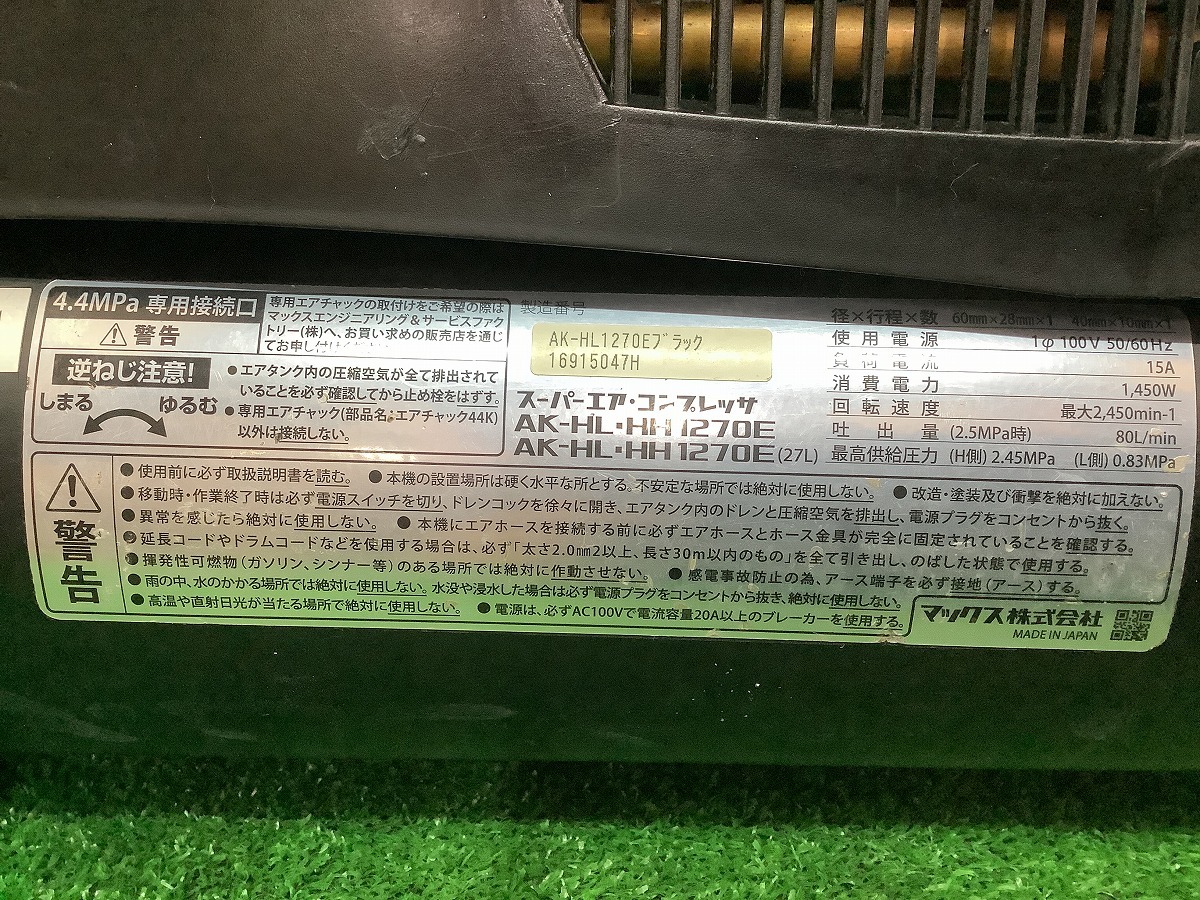 4.4MPa 専用接続口
警告
専用エアチャックの取付けをご希望の際は
マックスエンジニアリング＆サービスファク
トリー(株)へ、お買い求めの販売店を通じ
てお申し付けください。
逆ねじ注意!
しまる ゆるむ
●エアタンク内の圧縮空気が全て排出されて
いることを必ず確認してから止め栓をはずす。
●専用エアチャック(部品名:エアチャック44K)
以外は接続しない。
製造番号
AK-HL1270Eブラック
16915047H
スーパーエア・コンプレッサ
AK-HL・HH1270E
AK-HL・HH1270E(27L)
径×行程×数 60mm×28mm×1 40mm×10mm×1
使用電源 1φ 100V 50/60Hz
負荷電流 15A
消費電力 1,450W
回転速度 最大2,450min-1
吐出量 (2.5MPa時) 80L/min
最高供給圧力 (H側) 2.45MPa (L側) 0.83MPa
警告
●使用前に必ず取扱説明書を読む。 ●本機の設置場所は硬く水平な所とする。不安定な場所では絶対に使用しない。 ●改造・塗装及び衝撃を絶対に加えない。
●移動時・作業終了時は必ず電源スイッチを切り、ドレンコックを徐々に開き、エアタンク内のドレンと圧縮空気を排出し、電源プラグをコンセントから抜く。
●異常を感じたら絶対に使用しない。 ●本機にエアホースを接続する前に必ずエアホースとホース金具が完全に固定されていることを確認する。
●延長コードやドラムコードなどを使用する場合は、必ず「太さ2.0mm2以上、長さ30m以内のもの」を全て引き出し、のばした状態で使用する。
●揮発性可燃物(ガソリン、シンナー等)のある場所では絶対に作動させない。 ●感電事故防止の為、アース端子を必ず接地(アース)する。
●雨の中、水のかかる場所では絶対に使用しない。水没や浸水した場合は必ず電源プラグをコンセントから抜き、絶対に使用しない。
●高温や直射日光が当たる場所で絶対に使用しない。 ●電源は、必ずAC100Vで電流容量20A以上のブレーカーを使用する。
マックス株式会社
MADE IN JAPAN